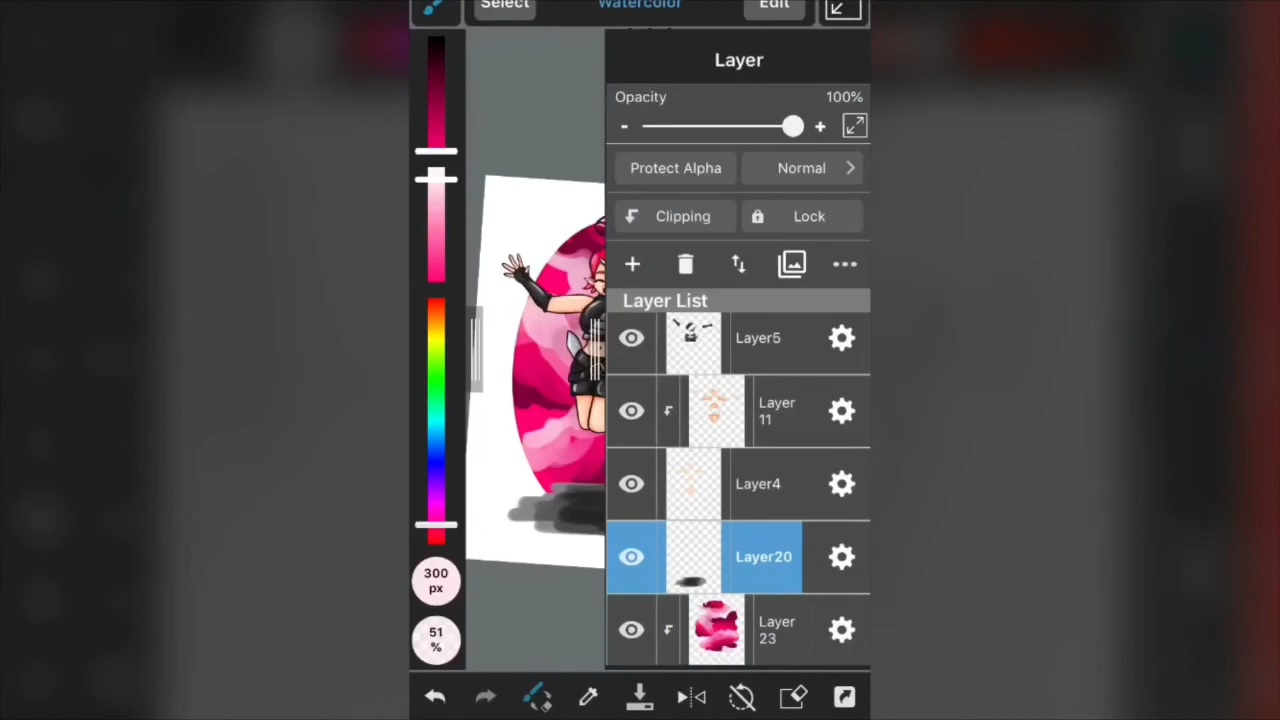 Select
Watercolor
Edit
Layer
Opacity
100%
Protect Alpha
Normal
Clipping
Lock
Layer List
Layer5
Layer
11
Layer4
Layer20
Layer
23
300
px
51
%